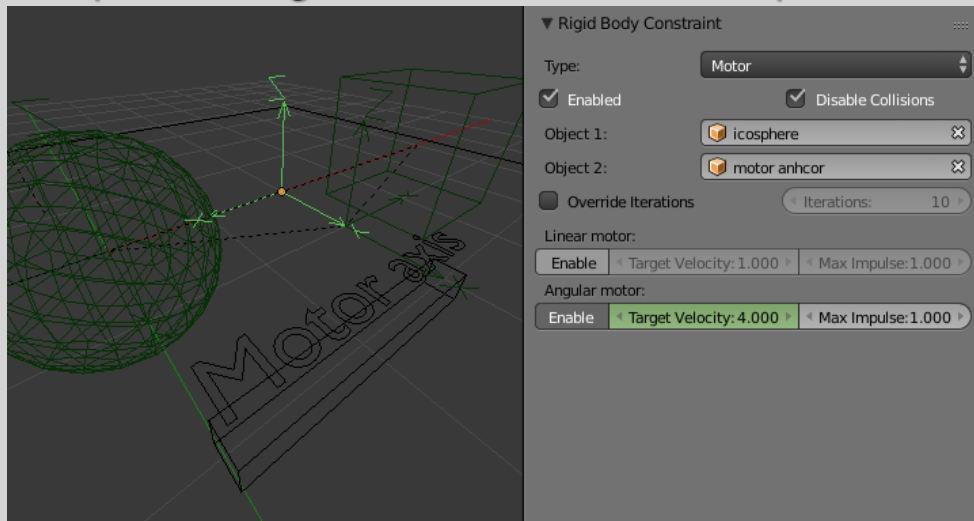 Rigid Body Constraint
Type: Motor
Enabled Disable Collisions
Object 1: icosphere
Object 2: motor anhcor
Override Iterations Iterations: 10
Linear motor:
Enable Target Velocity: 1.000 Max Impulse: 1.000
Angular motor:
Enable Target Velocity: 4.000 Max Impulse: 1.000
Motor axis
Z
X
Y